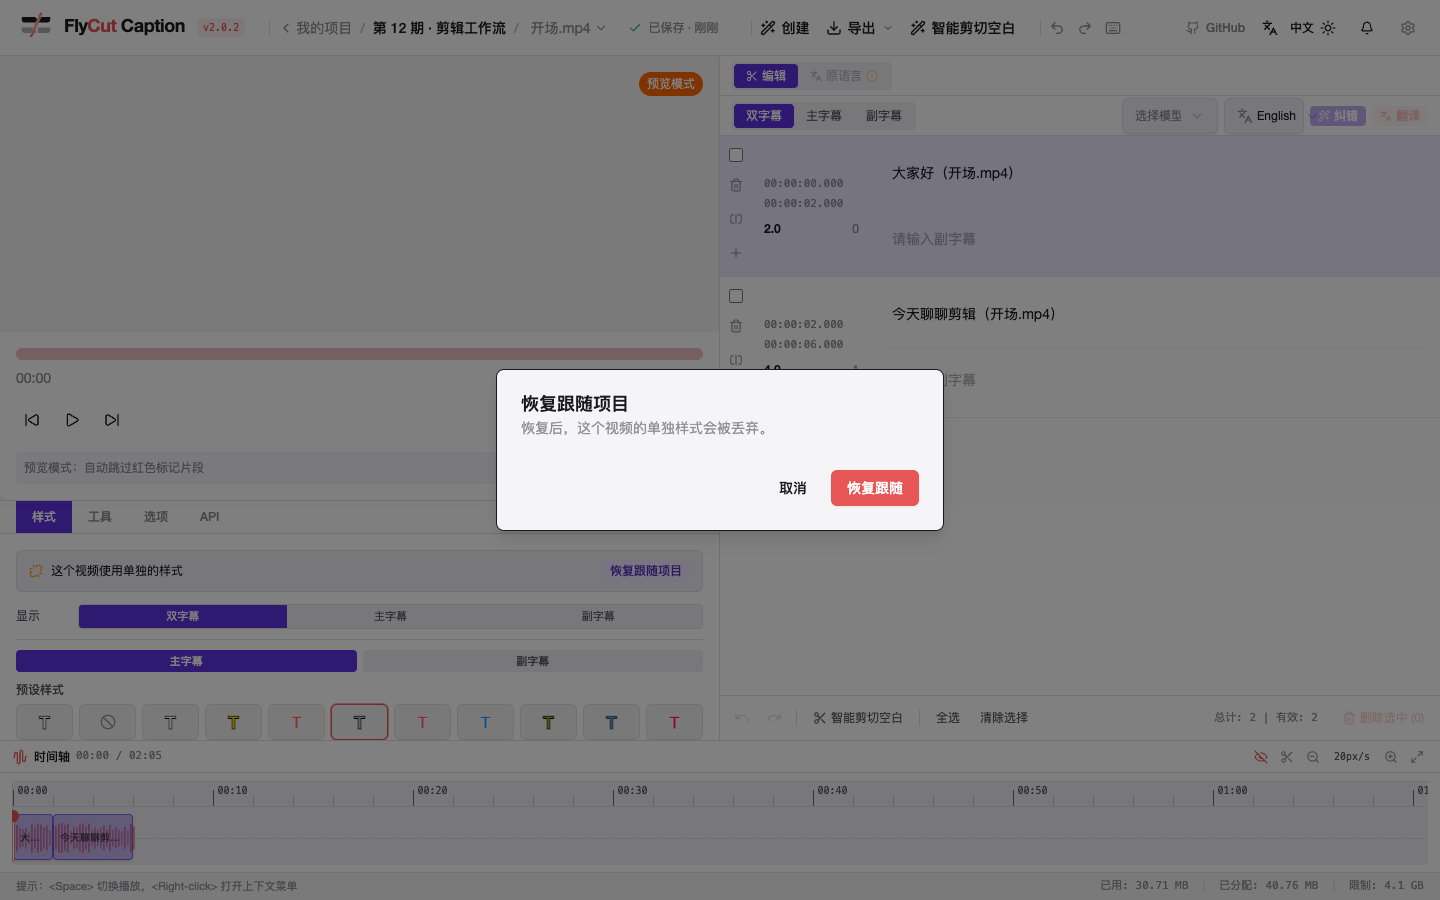 FlyCut Caption v2.0.2
我的项目 / 第 12 期 · 剪辑工作流 / 开场.mp4
已保存 · 刚刚
创建 导出 智能剪切空白
GitHub 中文
预览模式
编辑 原语言
双字幕 主字幕 副字幕
选择模型 English 纠错 翻译
大家好（开场.mp4）
00:00:00.000
00:00:02.000
2.0 0
请输入副字幕
今天聊聊剪辑（开场.mp4）
00:00:02.000
00:00:06.000
字幕
00:00
预览模式：自动跳过红色标记片段
恢复跟随项目
恢复后，这个视频的单独样式会被丢弃。
取消 恢复跟随
样式 工具 选项 API
这个视频使用单独的样式 恢复跟随项目
显示 双字幕 主字幕 副字幕
主字幕 副字幕
预设样式
T T T T T T T T T T
智能剪切空白 全选 清除选择
总计: 2 | 有效: 2 删除选中 (0)
时间轴 00:00 / 02:05
20px/s
00:00 00:10 00:20 00:30 00:40 00:50 01:00
大... 今天聊聊剪...
提示: <Space> 切换播放, <Right-click> 打开上下文菜单
已用: 30.71 MB 已分配: 40.76 MB 限制: 4.1 GB